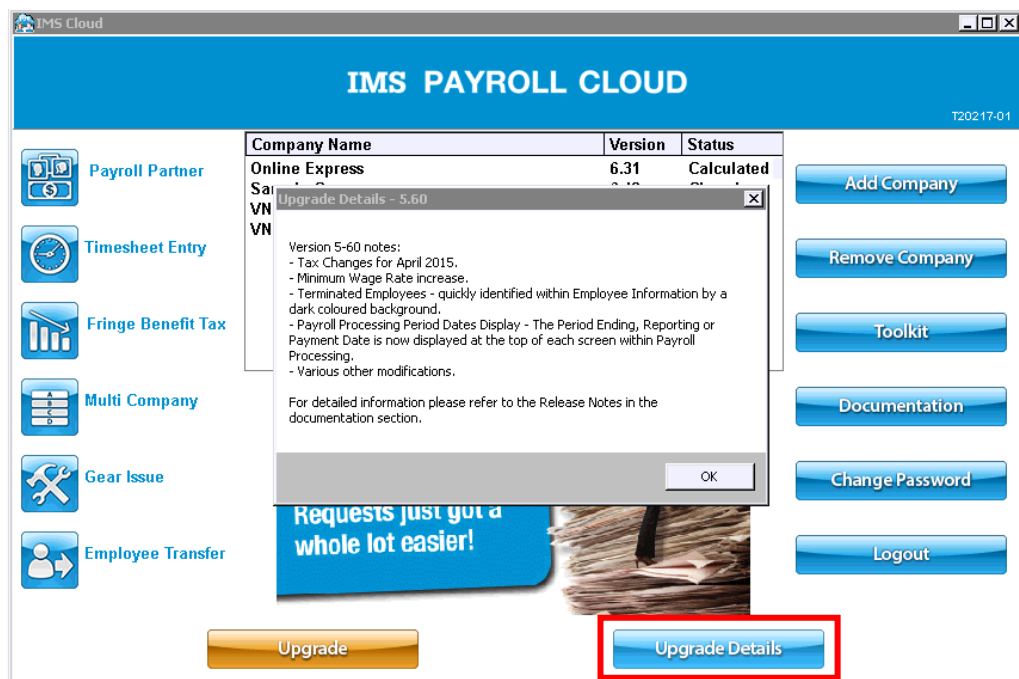 IMS Cloud
IMS PAYROLL CLOUD
T20217-01
Company Name Version Status
Online Express 6.31 Calculated
VN
VN
Payroll Partner
Timesheet Entry
Fringe Benefit Tax
Multi Company
Gear Issue
Employee Transfer
Upgrade Details - 5.60
Version 5-60 notes:
- Tax Changes for April 2015.
- Minimum Wage Rate increase.
- Terminated Employees - quickly identified within Employee Information by a
dark coloured background.
- Payroll Processing Period Dates Display - The Period Ending, Reporting or
Payment Date is now displayed at the top of each screen within Payroll
Processing.
- Various other modifications.
For detailed information please refer to the Release Notes in the
documentation section.
OK
Requests just got a
whole lot easier!
Add Company
Remove Company
Toolkit
Documentation
Change Password
Logout
Upgrade
Upgrade Details